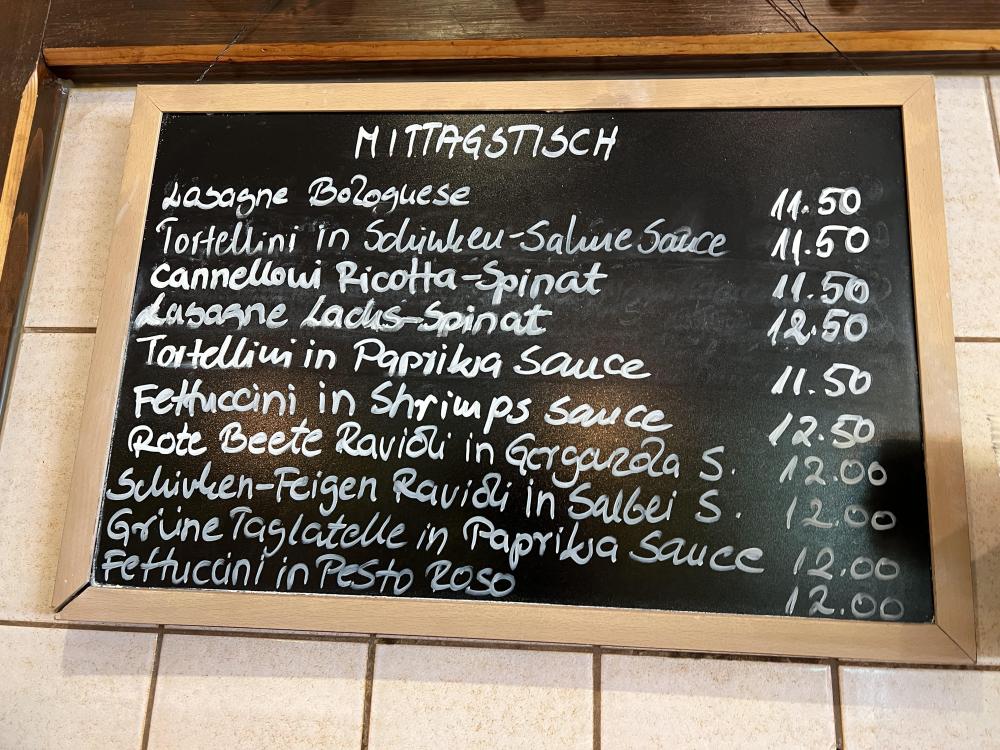 MITTAGSTISCH
Lasagne Bolognese 11.50
Tortellini in Schinken-Sahne Sauce 11.50
Cannelloni Ricotta-Spinat 11.50
Lasagne Lachs-Spinat 12.50
Tortellini in Paprika Sauce 11.50
Fettuccini in Shrimps Sauce 12.50
Rote Beete Ravioli in Gorgonzola S. 12.00
Schinken-Feigen Ravioli in Salbei S. 12.00
Grüne Taglatelle in Paprika Sauce 12.00
Fettuccini in Pesto Roso 12.00